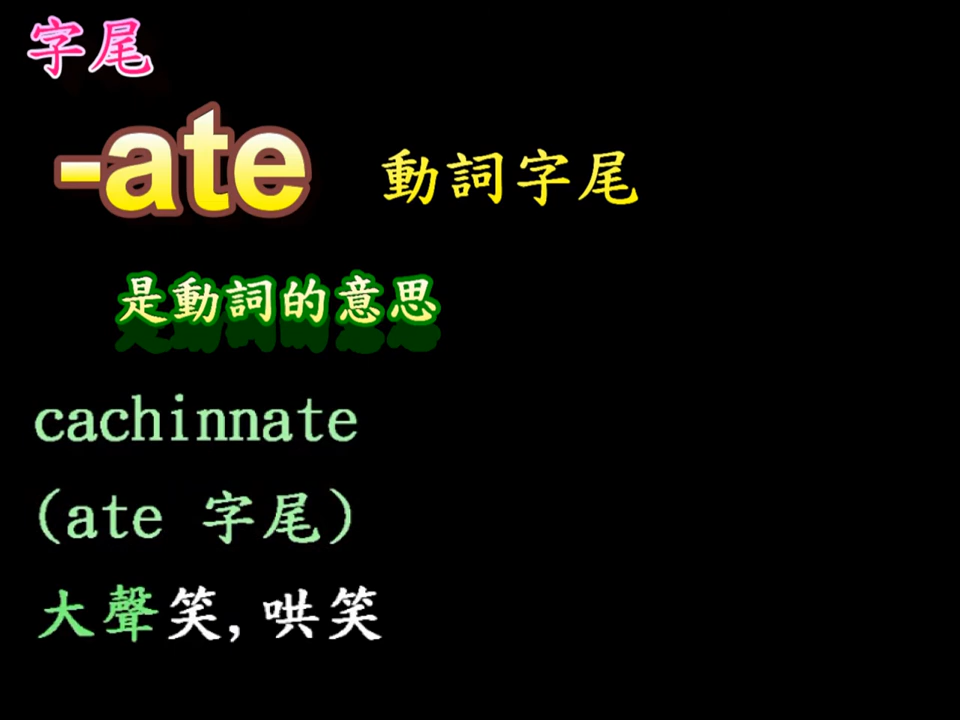 字尾
-ate 動詞字尾
是動詞的意思
cachinnate
(ate 字尾)
大聲笑,哄笑